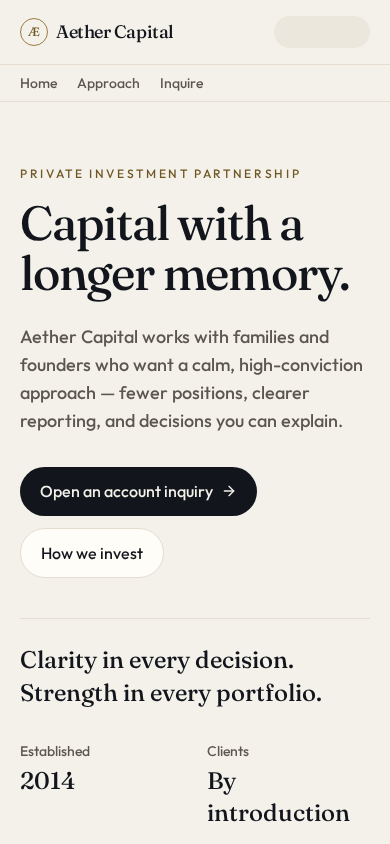 Æ Aether Capital
Home Approach Inquire
PRIVATE INVESTMENT PARTNERSHIP
Capital with a
longer memory.
Aether Capital works with families and
founders who want a calm, high-conviction
approach — fewer positions, clearer
reporting, and decisions you can explain.
Open an account inquiry →
How we invest
Clarity in every decision.
Strength in every portfolio.
Established
2014
Clients
By
introduction